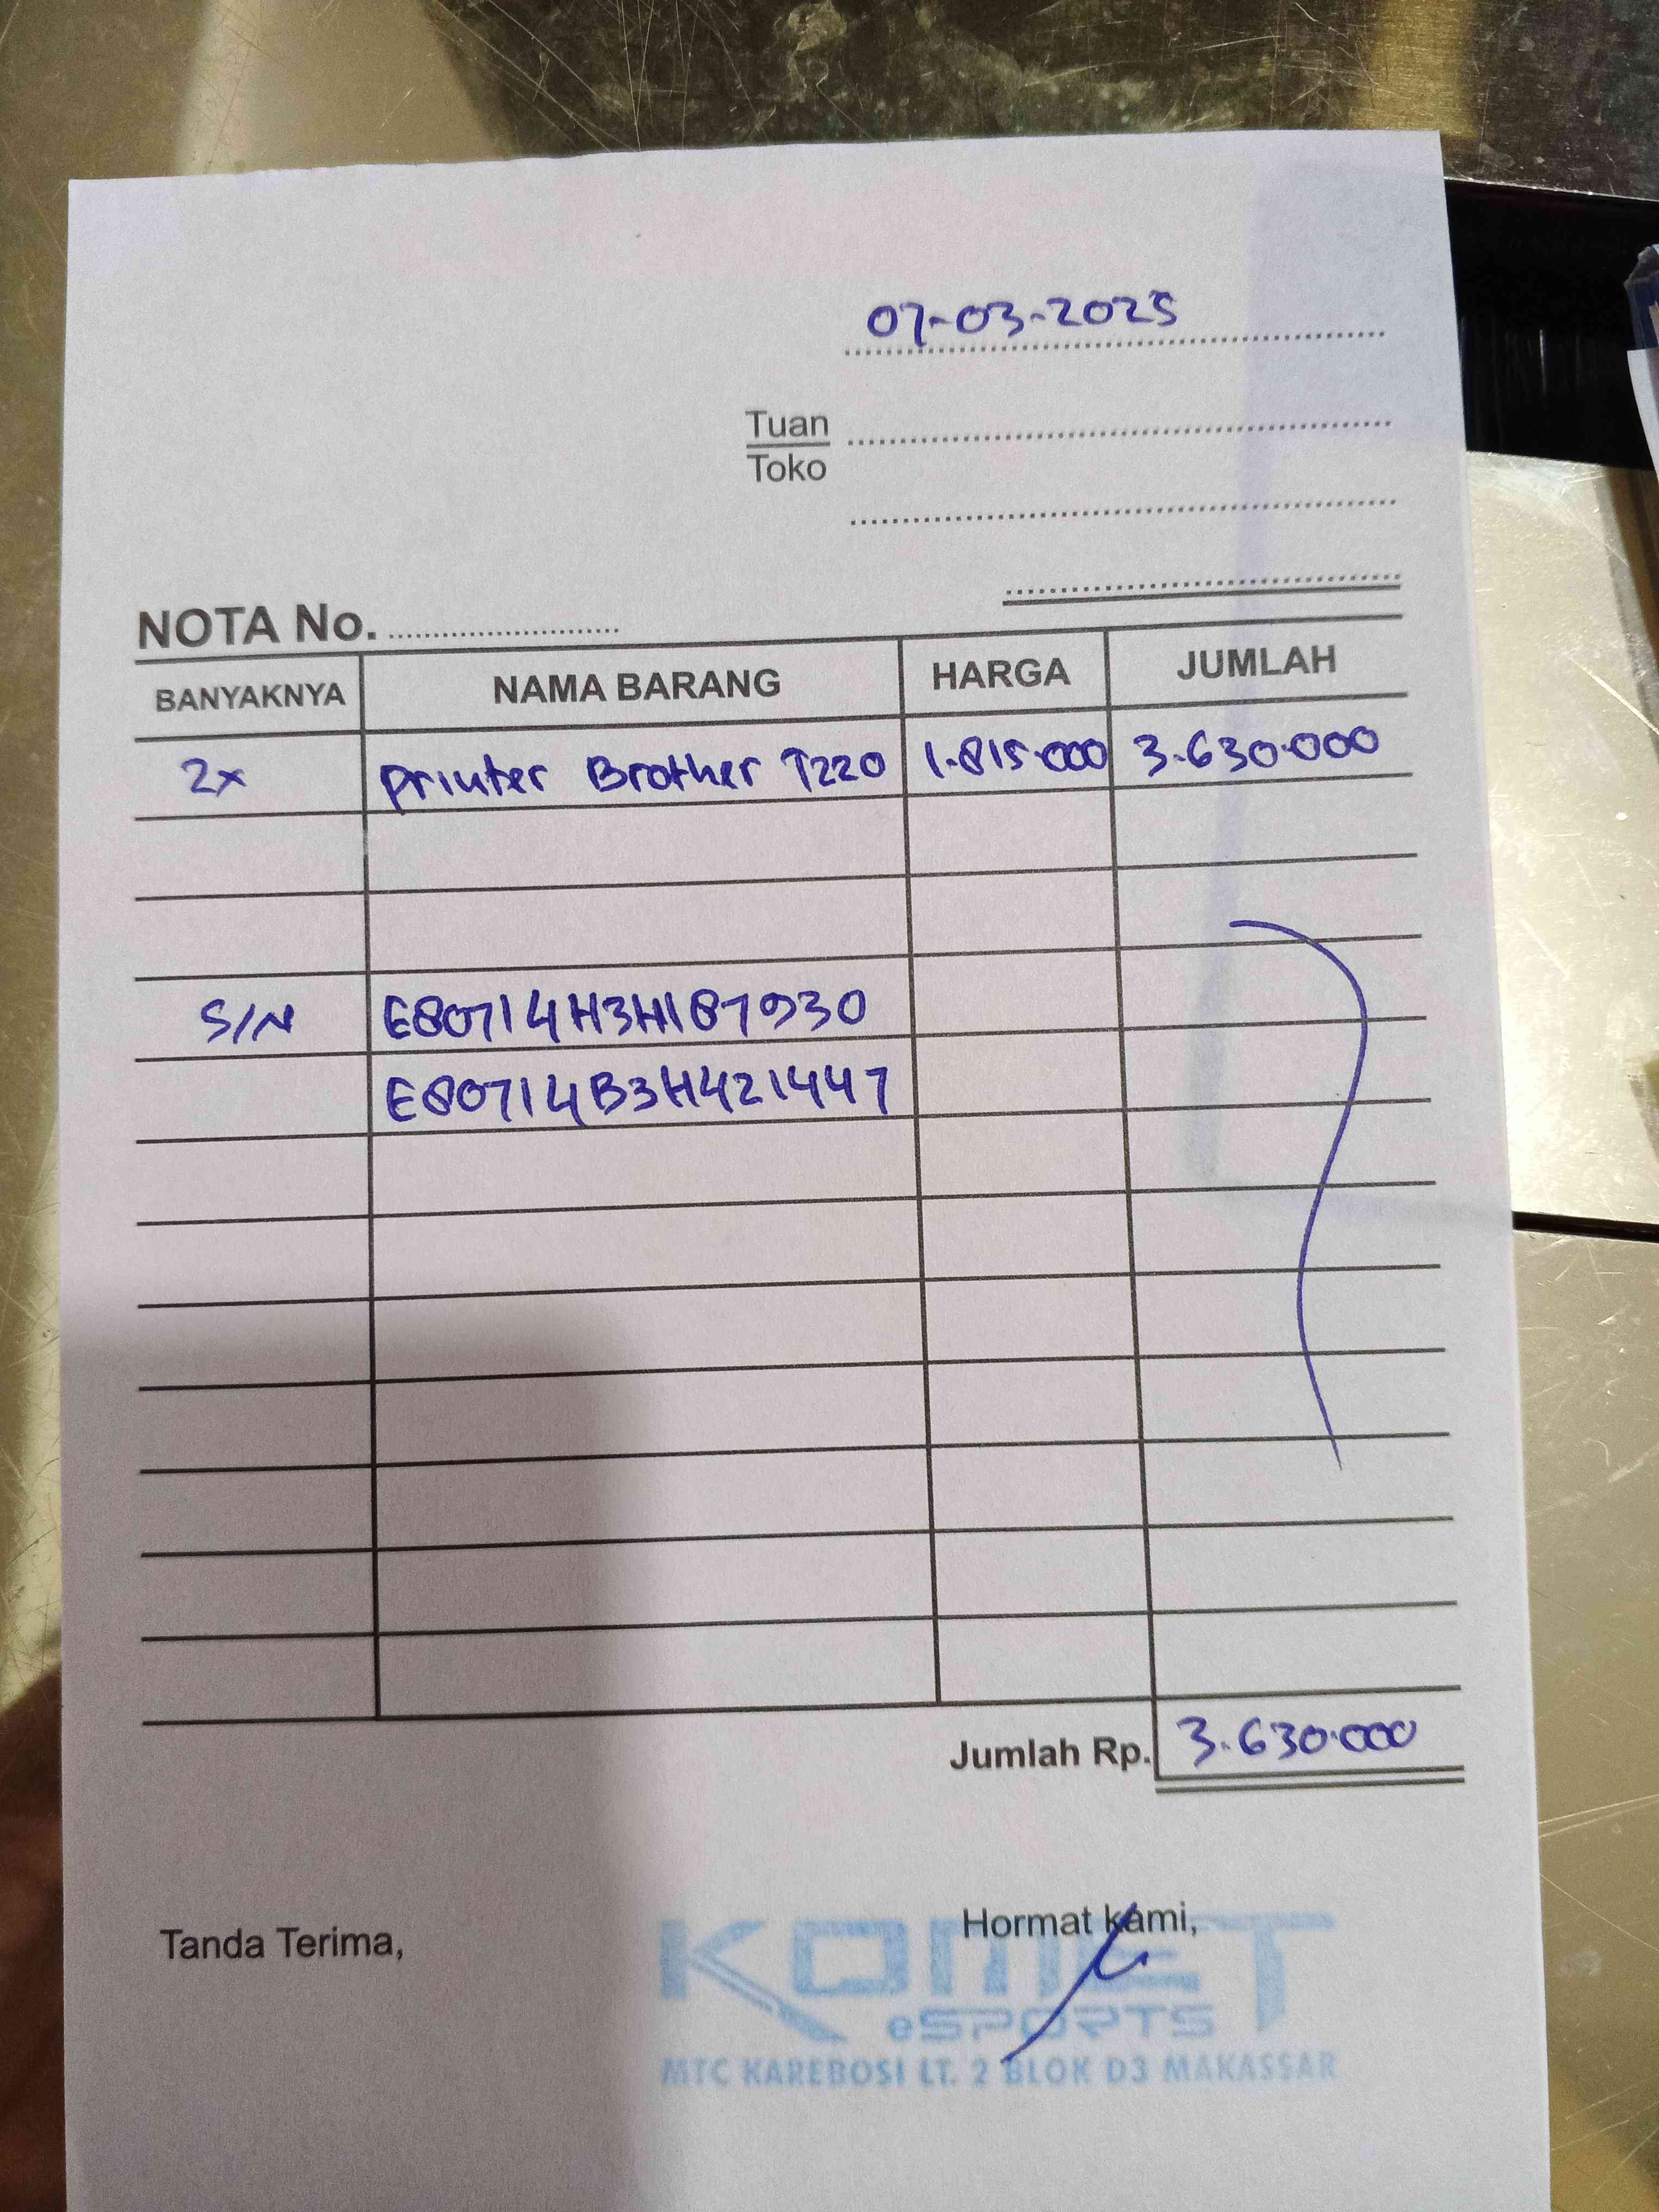 07-03-2025
Tuan
Toko
NOTA No.
BANYAKNYA NAMA BARANG HARGA JUMLAH
2x Printer Brother T220 1.815.000 3.630.000
S/N E80714H3H187930
E80714B3H421447
Jumlah Rp. 3.630.000
Tanda Terima, Hormat kami,
KOMET
eSPORTS
MTC KAREBOSI LT. 2 BLOK D3 MAKASSAR